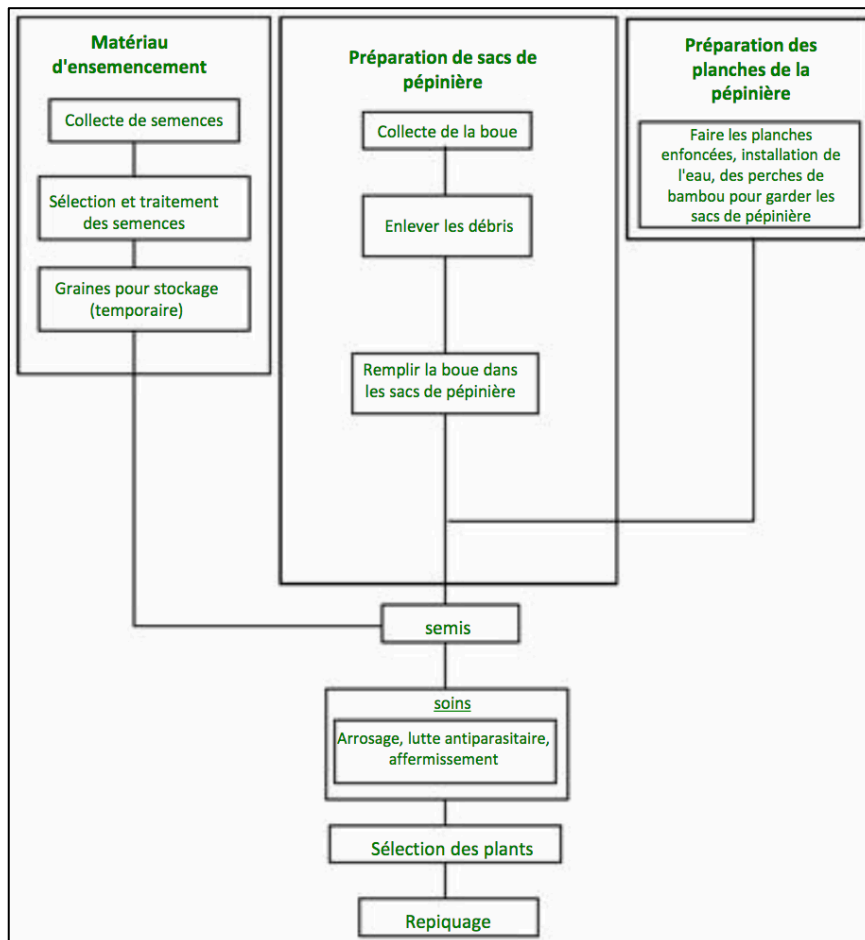 Matériau
d'ensemencement
Collecte de semences
Sélection et traitement
des semences
Graines pour stockage
(temporaire)
Préparation de sacs de
pépinière
Collecte de la boue
Enlever les débris
Remplir la boue dans
les sacs de pépinière
Préparation des
planches de la
pépinière
Faire les planches
enfoncées, installation de
l'eau, des perches de
bambou pour garder les
sacs de pépinière
semis
soins
Arrosage, lutte antiparasitaire,
affermissement
Sélection des plants
Repiquage